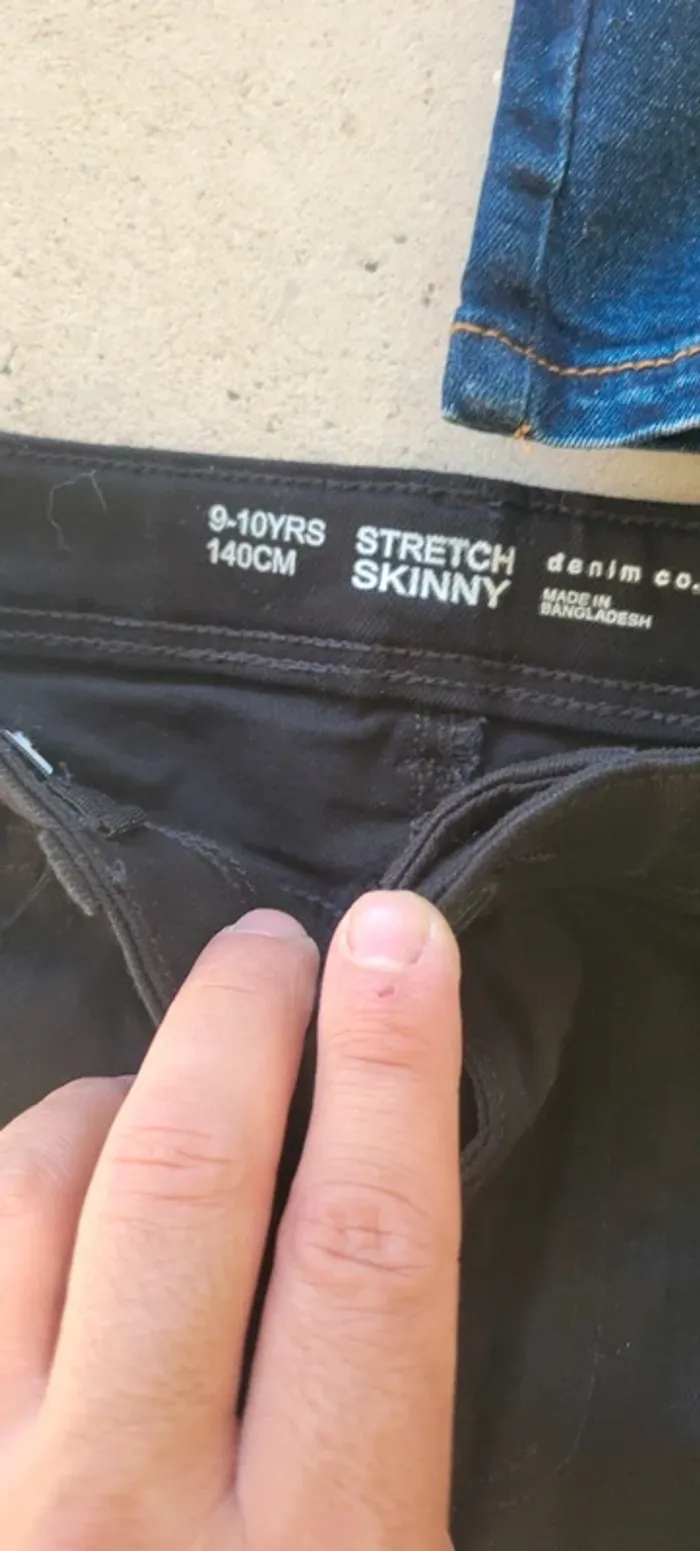 9-10YRS
140CM
STRETCH
SKINNY
denim co.
MADE IN
BANGLADESH